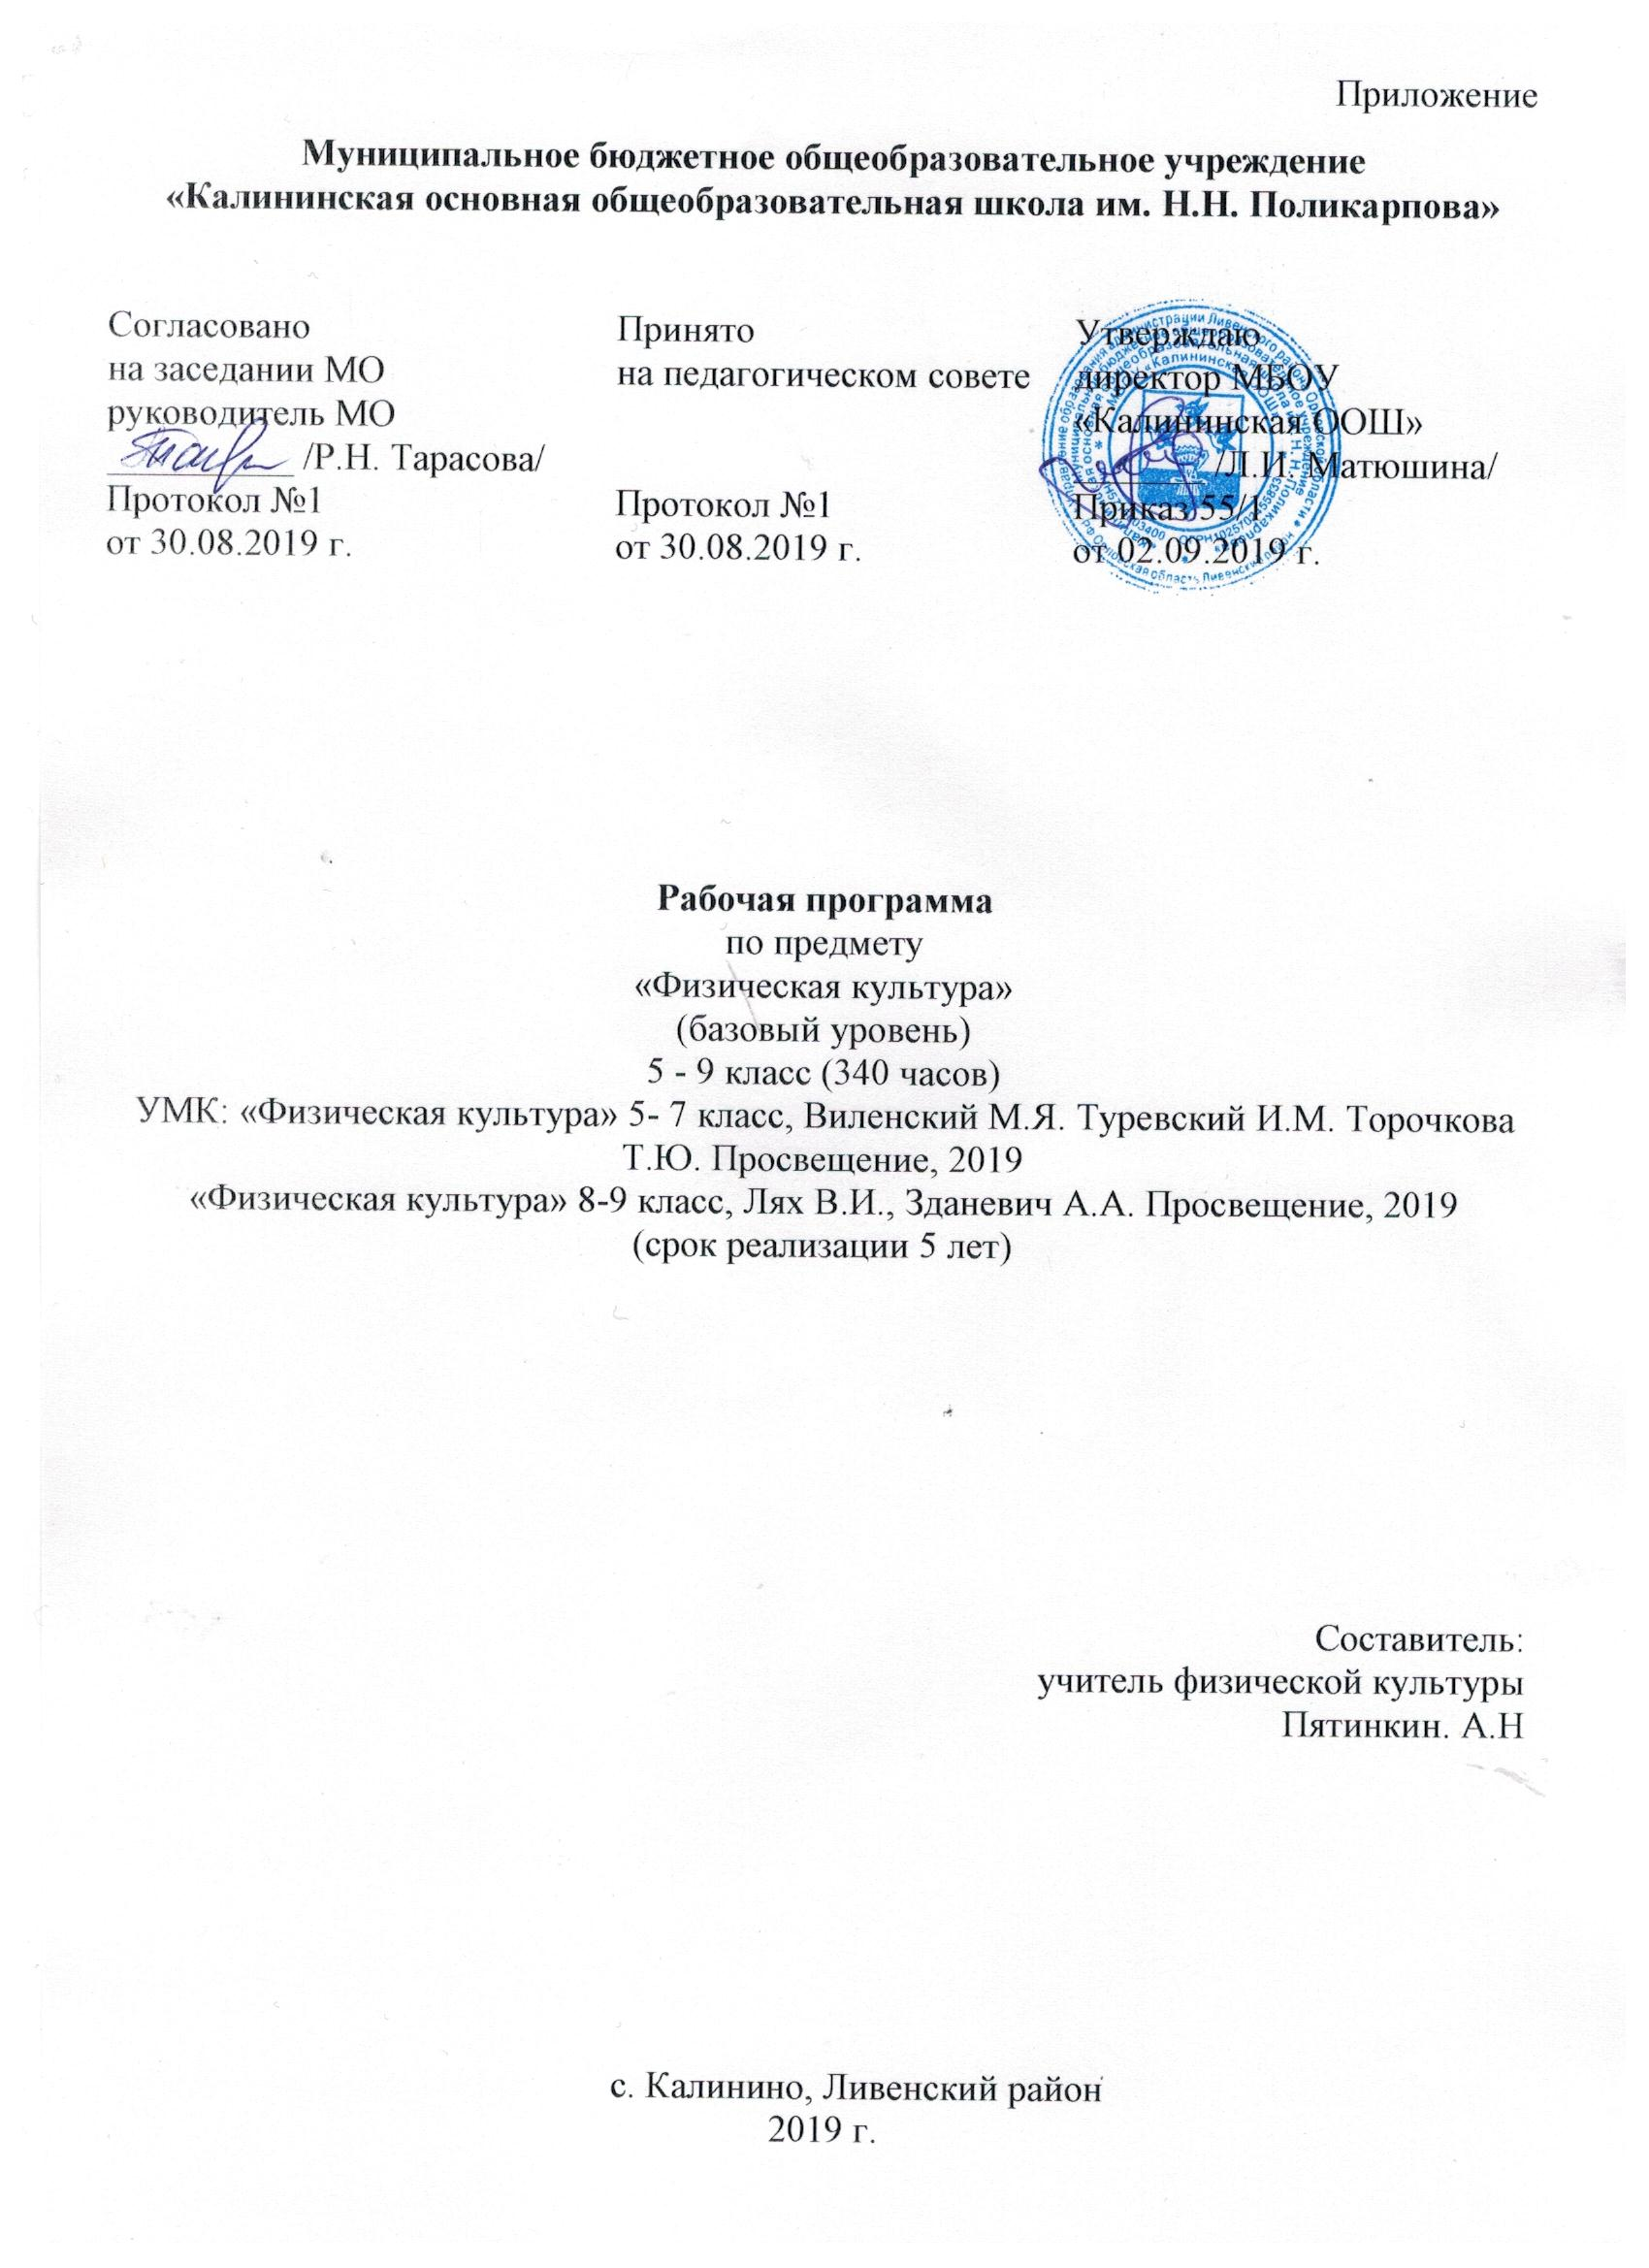 Приложение
Муниципальное бюджетное общеобразовательное учреждение
«Калининская основная общеобразовательная школа им. Н.Н. Поликарпова»
Согласовано
на заседании МО
руководитель МО
/Р.Н. Тарасова/
Протокол №1
от 30.08.2019 г.
Принято
на педагогическом совете
Протокол №1
от 30.08.2019 г.
Утверждаю
директор МБОУ
«Калининская ООШ»
/Л.И. Матюшина/
Приказ 55/1
от 02.09.2019 г.
Рабочая программа
по предмету
«Физическая культура»
(базовый уровень)
5 - 9 класс (340 часов)
УМК: «Физическая культура» 5- 7 класс, Виленский М.Я. Туревский И.М. Торочкова
Т.Ю. Просвещение, 2019
«Физическая культура» 8-9 класс, Лях В.И., Зданевич А.А. Просвещение, 2019
(срок реализации 5 лет)
Составитель:
учитель физической культуры
Пятинкин. А.Н
с. Калинино, Ливенский район
2019 г.